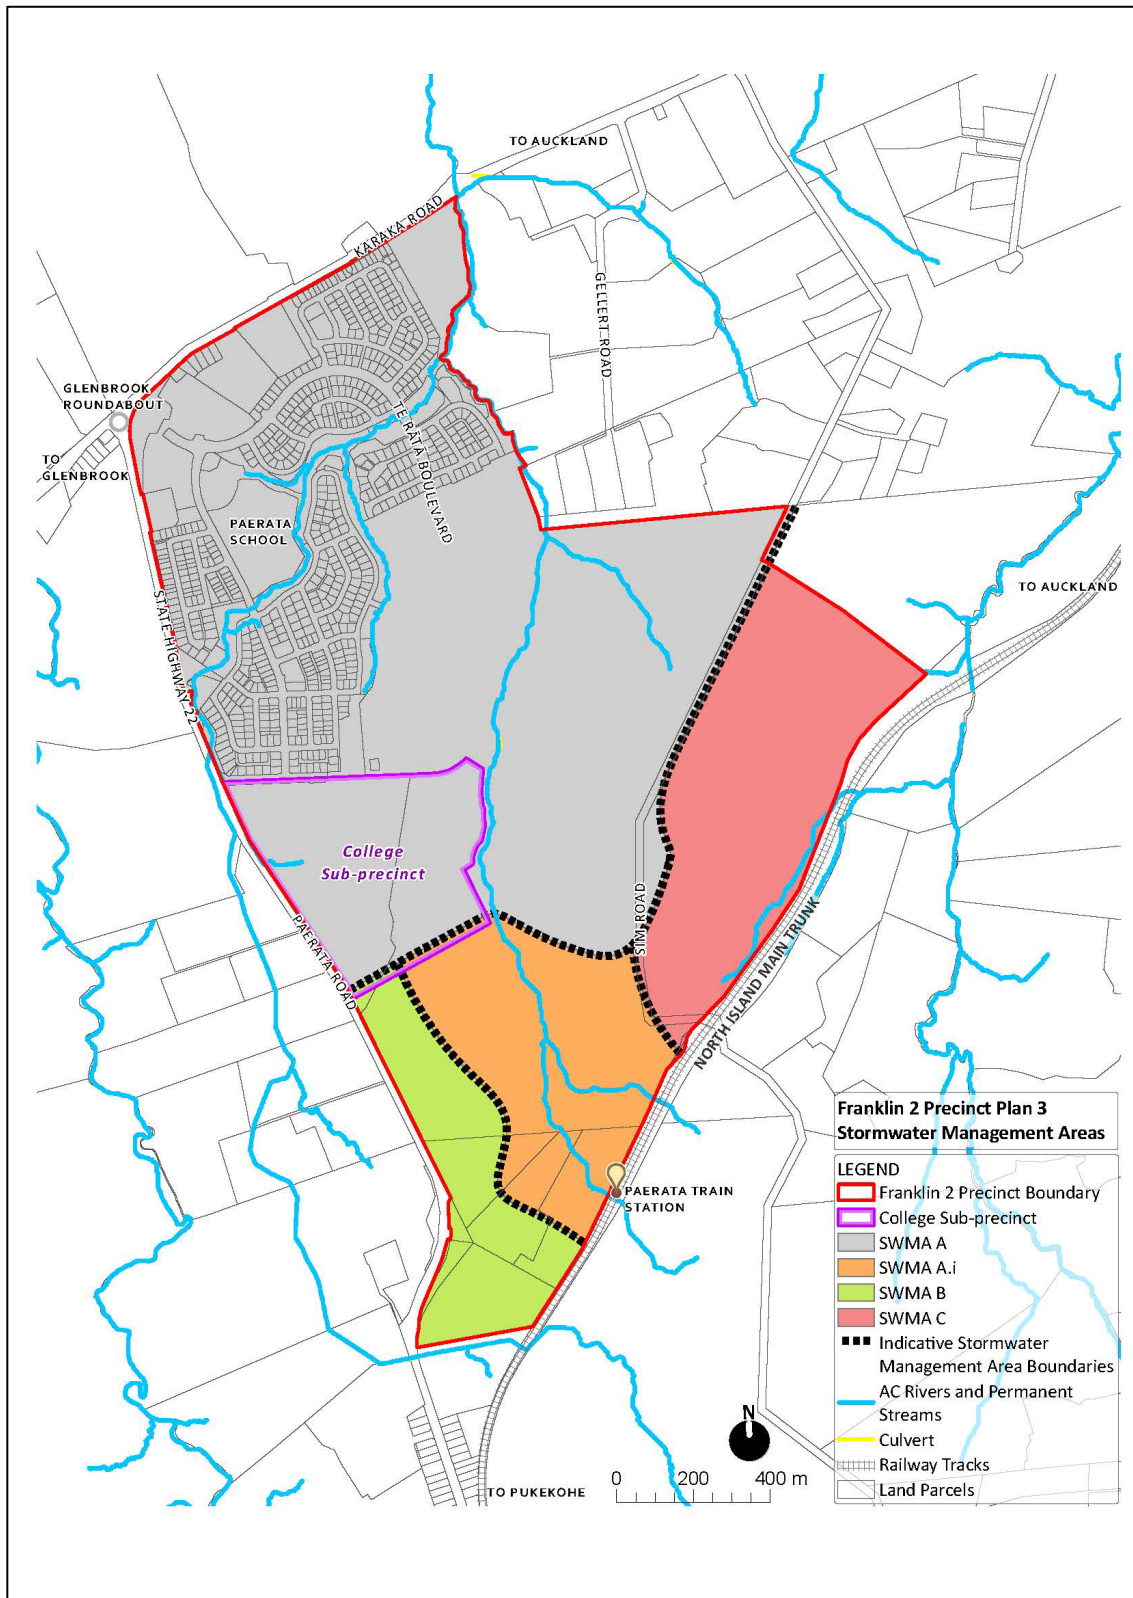 TO AUCKLAND
KARAKA ROAD
GELLERT ROAD
GLENBROOK
ROUNDABOUT
TO
GLENBROOK
TE RATA BOULEVARD
PAERATA
SCHOOL
TO AUCKLAND
STATE HIGHWAY 22
College
Sub-precinct
SIM ROAD
PAERATA ROAD
NORTH ISLAND MAIN TRUNK
PAERATA TRAIN
STATION
TO PUKEKOHE
N
0 200 400 m
Franklin 2 Precinct Plan 3
Stormwater Management Areas
LEGEND
Franklin 2 Precinct Boundary
College Sub-precinct
SWMA A
SWMA A.i
SWMA B
SWMA C
Indicative Stormwater
Management Area Boundaries
AC Rivers and Permanent
Streams
Culvert
Railway Tracks
Land Parcels